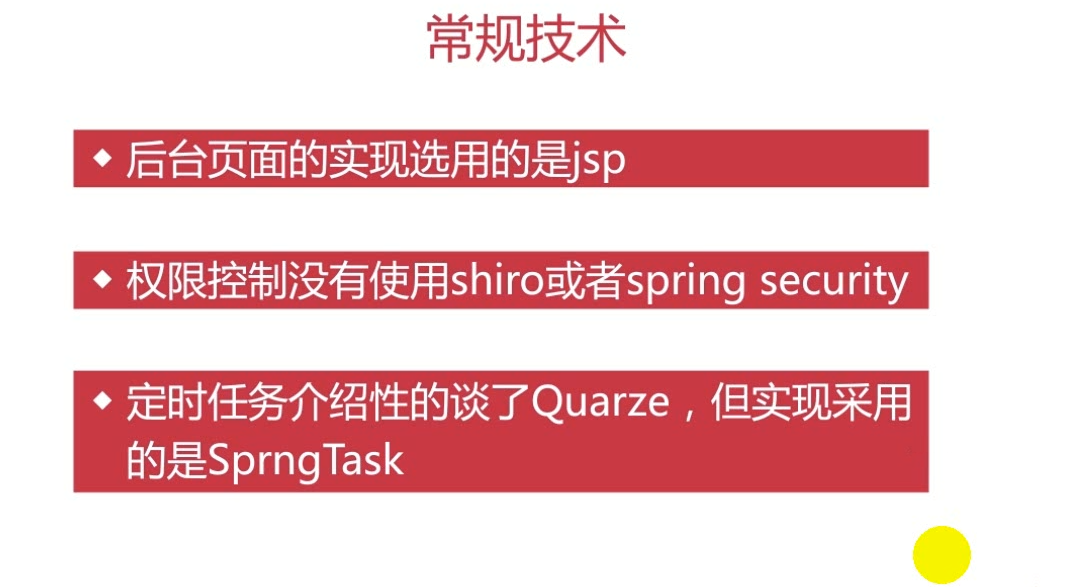 常规技术
◆ 后台页面的实现选用的是jsp
◆ 权限控制没有使用shiro或者spring security
◆ 定时任务介绍性的谈了Quarze，但实现采用
的是SprngTask